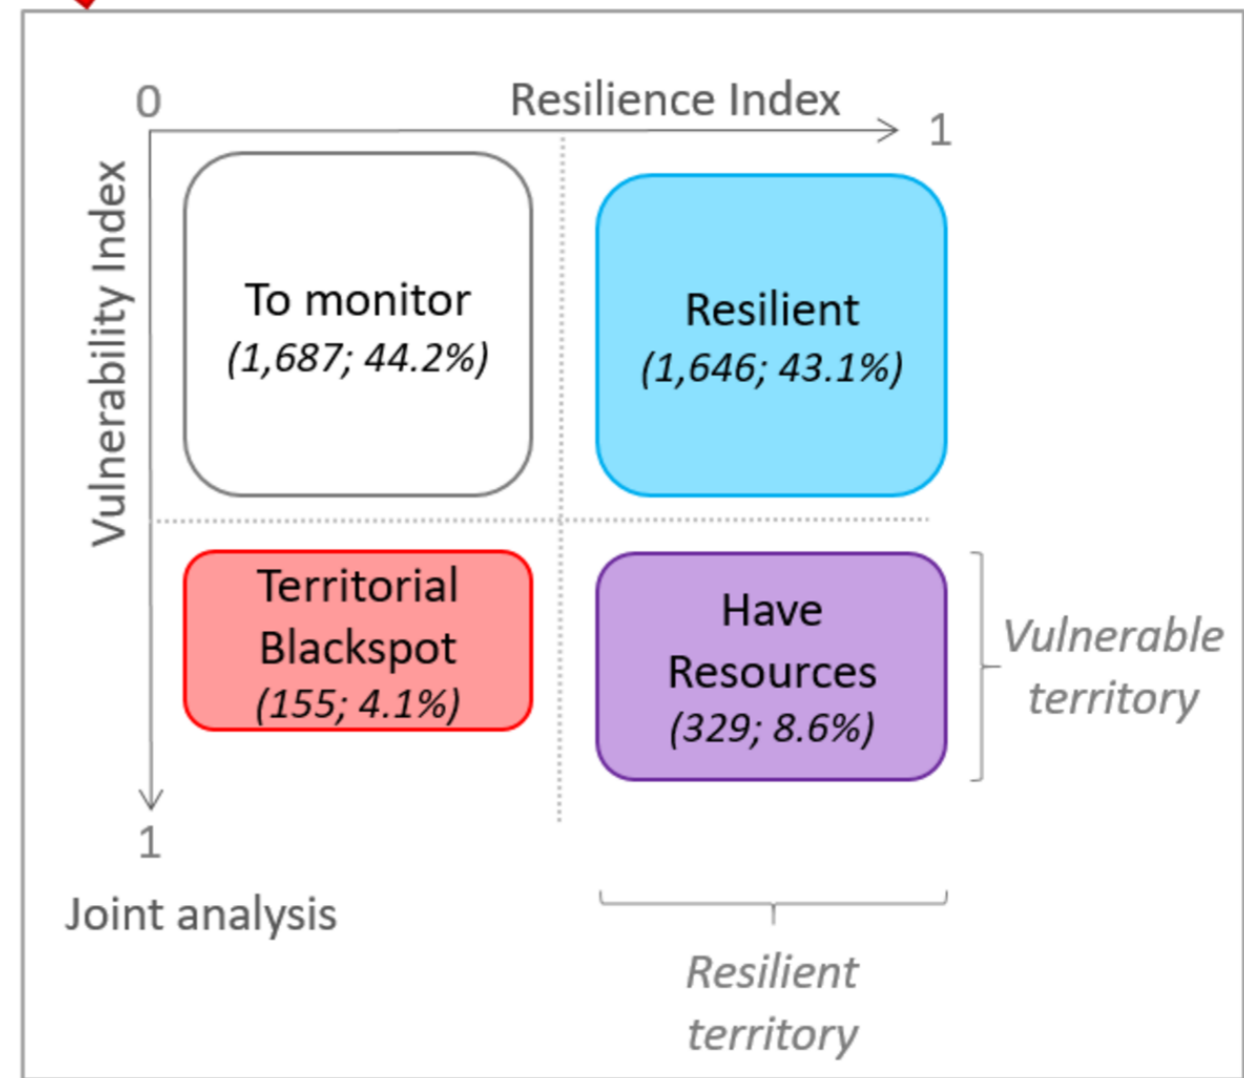 0
Resilience Index
1
Vulnerability Index
To monitor
(1,687; 44.2%)
Resilient
(1,646; 43.1%)
Territorial
Blackspot
(155; 4.1%)
Have
Resources
(329; 8.6%)
Vulnerable
territory
1
Joint analysis
Resilient
territory